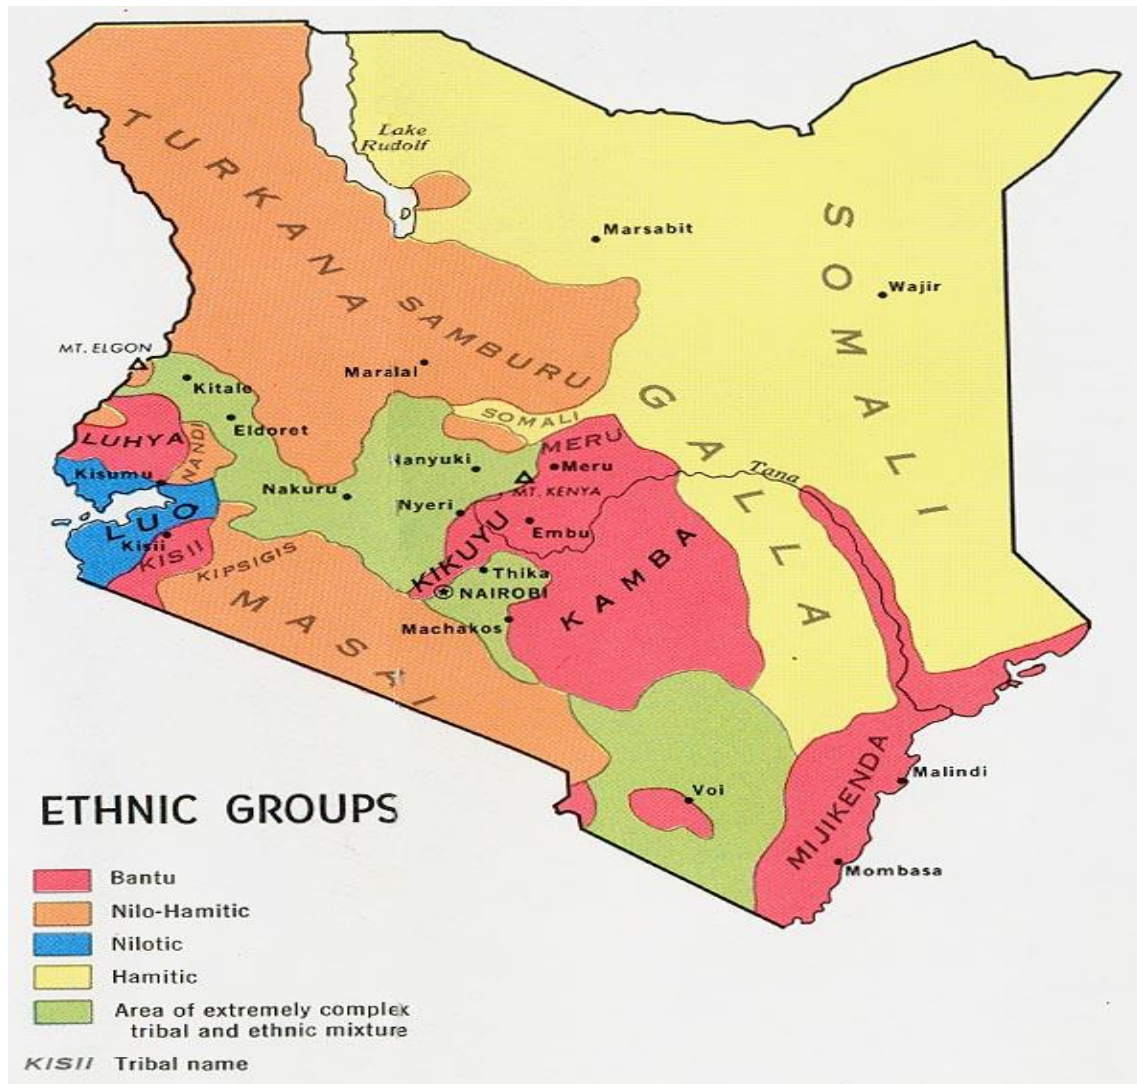 TURKANA
Lake
Rudolf
SOMALI
Marsabit
Wajir
SAMBURU
MT. ELGON
Maralal
Kitale
GALLA
Eldoret
SOMALI
LUHYA
NANDI
MERU
Kisumu
Nanyuki
Meru
Tana
Nakuru
MT. KENYA
Nyeri
LUO
Embu
Kisii
KISII
KIKUYU
KAMBA
KIPSIGIS
Thika
NAIROBI
MASAI
Machakos
Voi
Malindi
MIJIKENDA
Mombasa
ETHNIC GROUPS
Bantu
Nilo-Hamitic
Nilotic
Hamitic
Area of extremely complex
tribal and ethnic mixture
KISII Tribal name